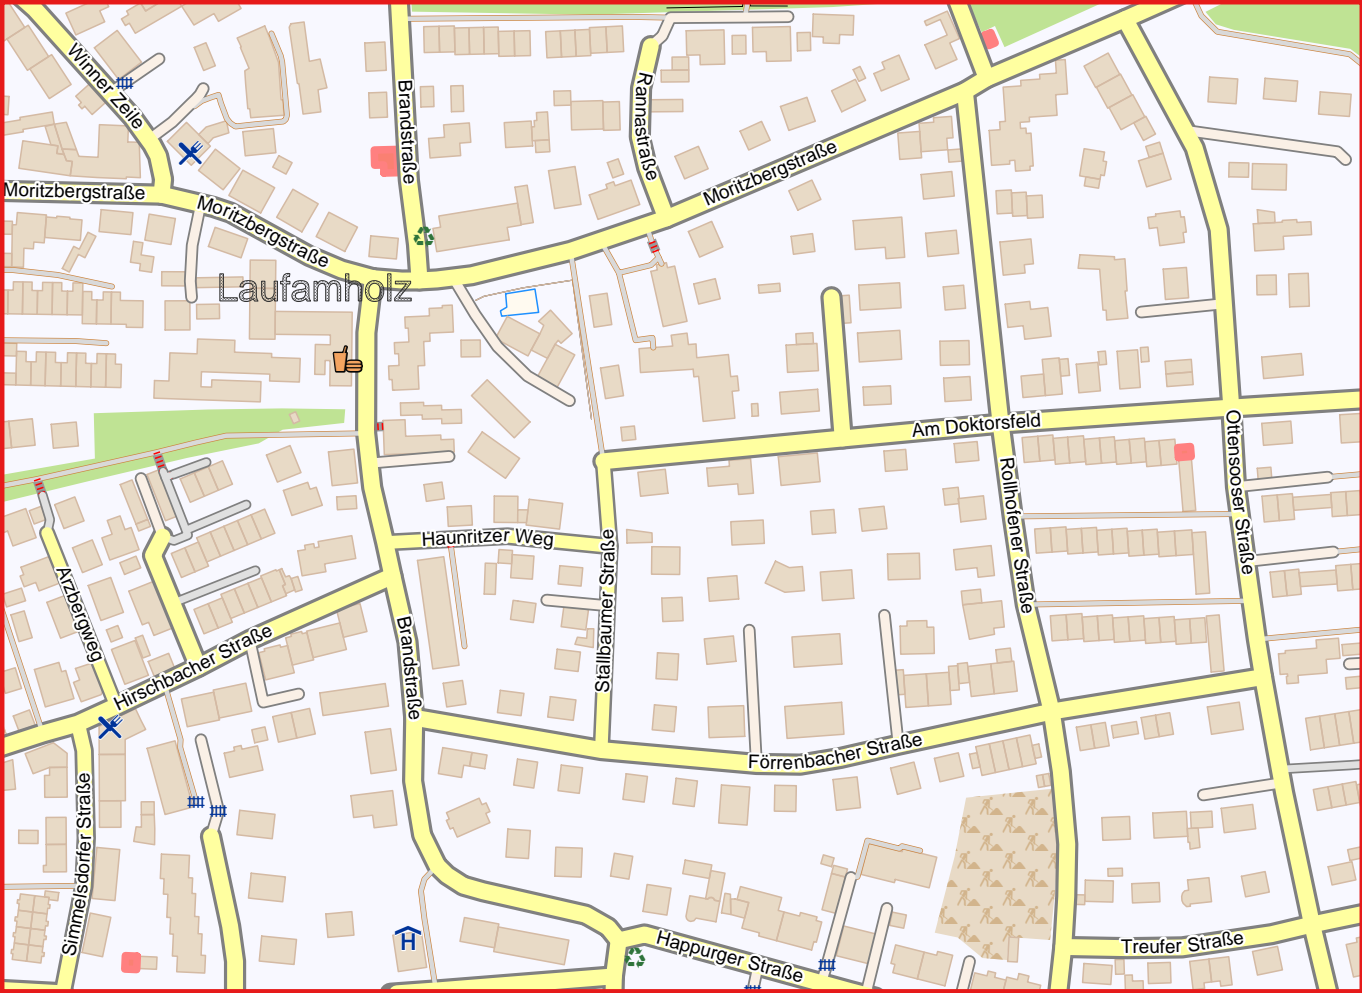 Winner Zeile
Brandstraße
Rannastraße
Moritzbergstraße
Moritzbergstraße
Moritzbergstraße
Laufamholz
Am Doktorsfeld
Ottensooser Straße
Rollhofener Straße
Haunritzer Weg
Stallbaumer Straße
Arzbergweg
Hirschbacher Straße
Brandstraße
Förrenbacher Straße
Simmelsdorfer Straße
Happurger Straße
Treufer Straße
H